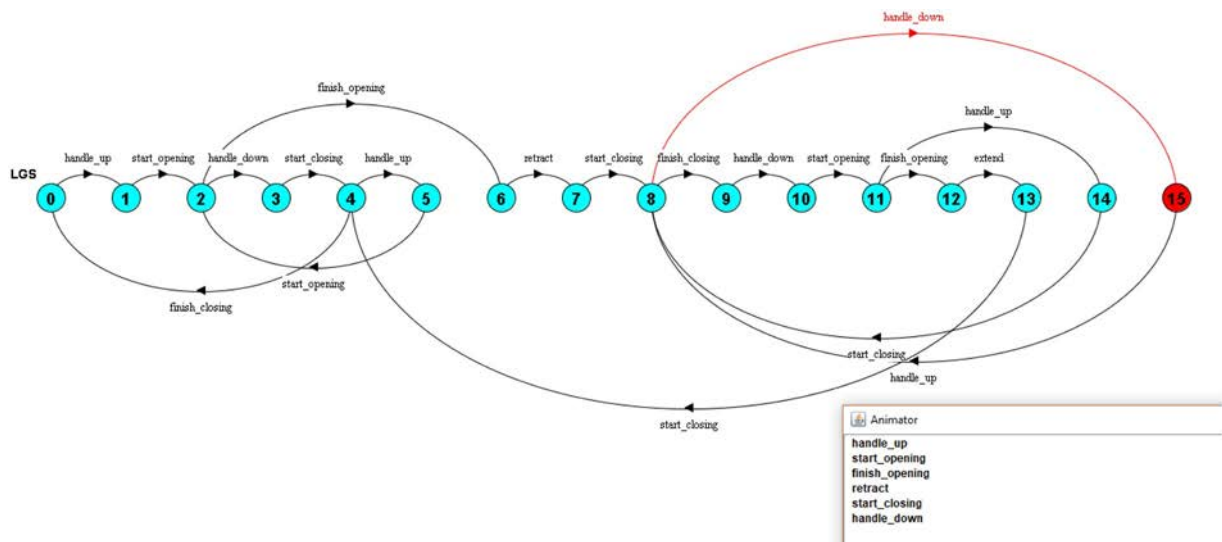 handle_down
finish_opening
handle_up
handle_up start_opening handle_down start_closing handle_up retract start_closing finish_closing handle_down start_opening finish_opening extend
LGS
0 1 2 3 4 5 6 7 8 9 10 11 12 13 14 15
start_opening
finish_closing
start_closing
handle_up
start_closing
Animator
handle_up
start_opening
finish_opening
retract
start_closing
handle_down